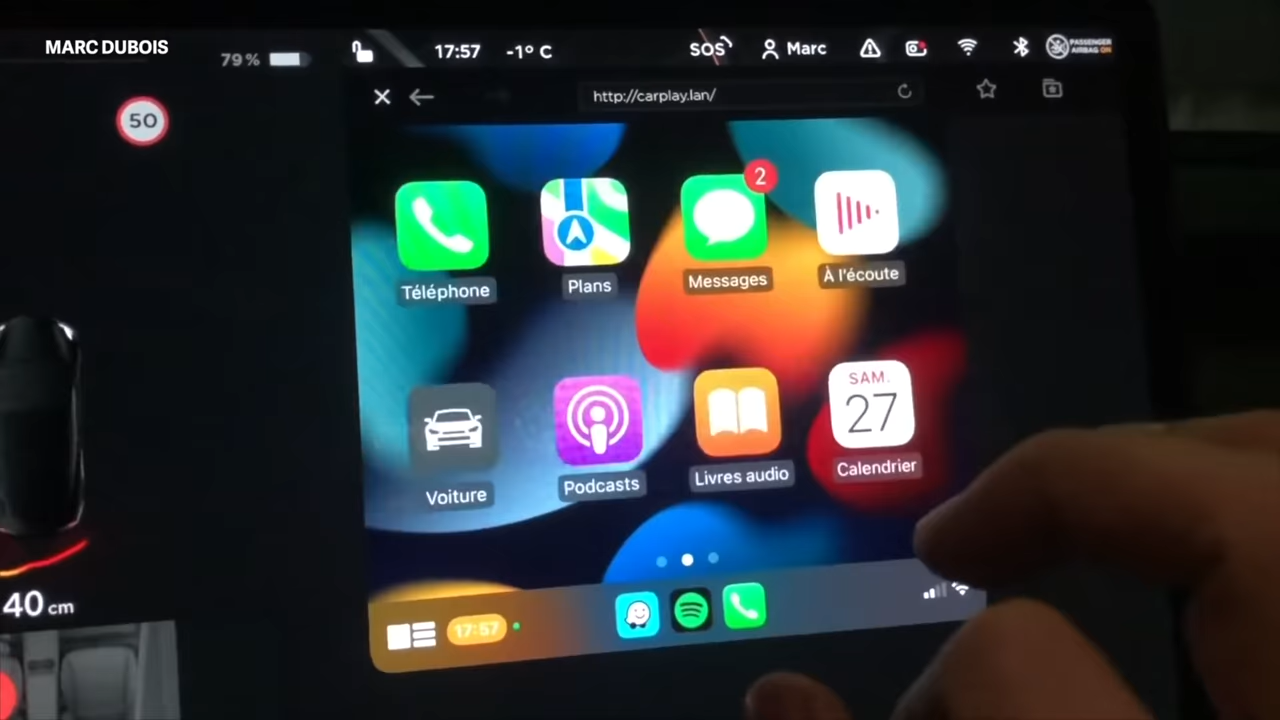 MARC DUBOIS
79 %
17:57
-1° C
SOS
Marc
PASSENGER
AIRBAG ON
50
http://carplay.lan/
2
Téléphone
Plans
Messages
À l'écoute
SAM.
27
Voiture
Podcasts
Livres audio
Calendrier
40 cm
17:57